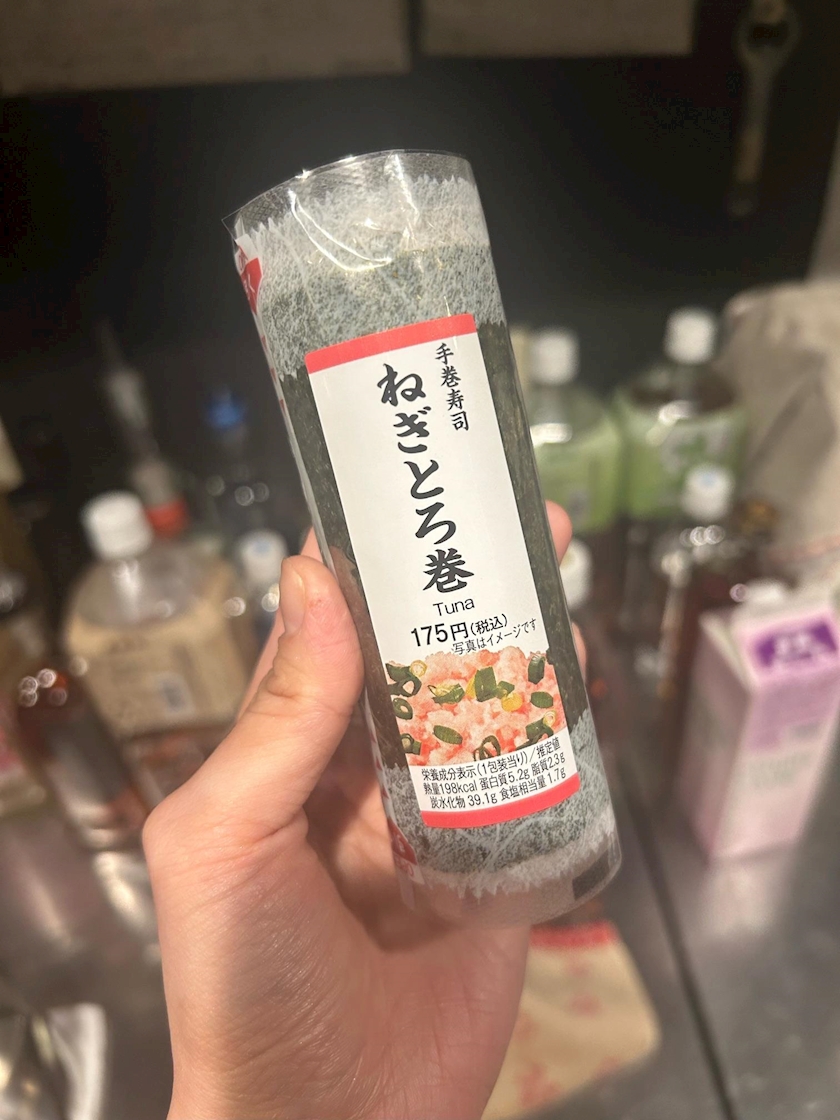 手巻寿司
ねぎとろ巻
Tuna
175円(税込)
写真はイメージです
栄養成分表示(1包装当り)/推定値
熱量198kcal 蛋白質5.2g 脂質2.3g
炭水化物 39.1g 食塩相当量 1.7g